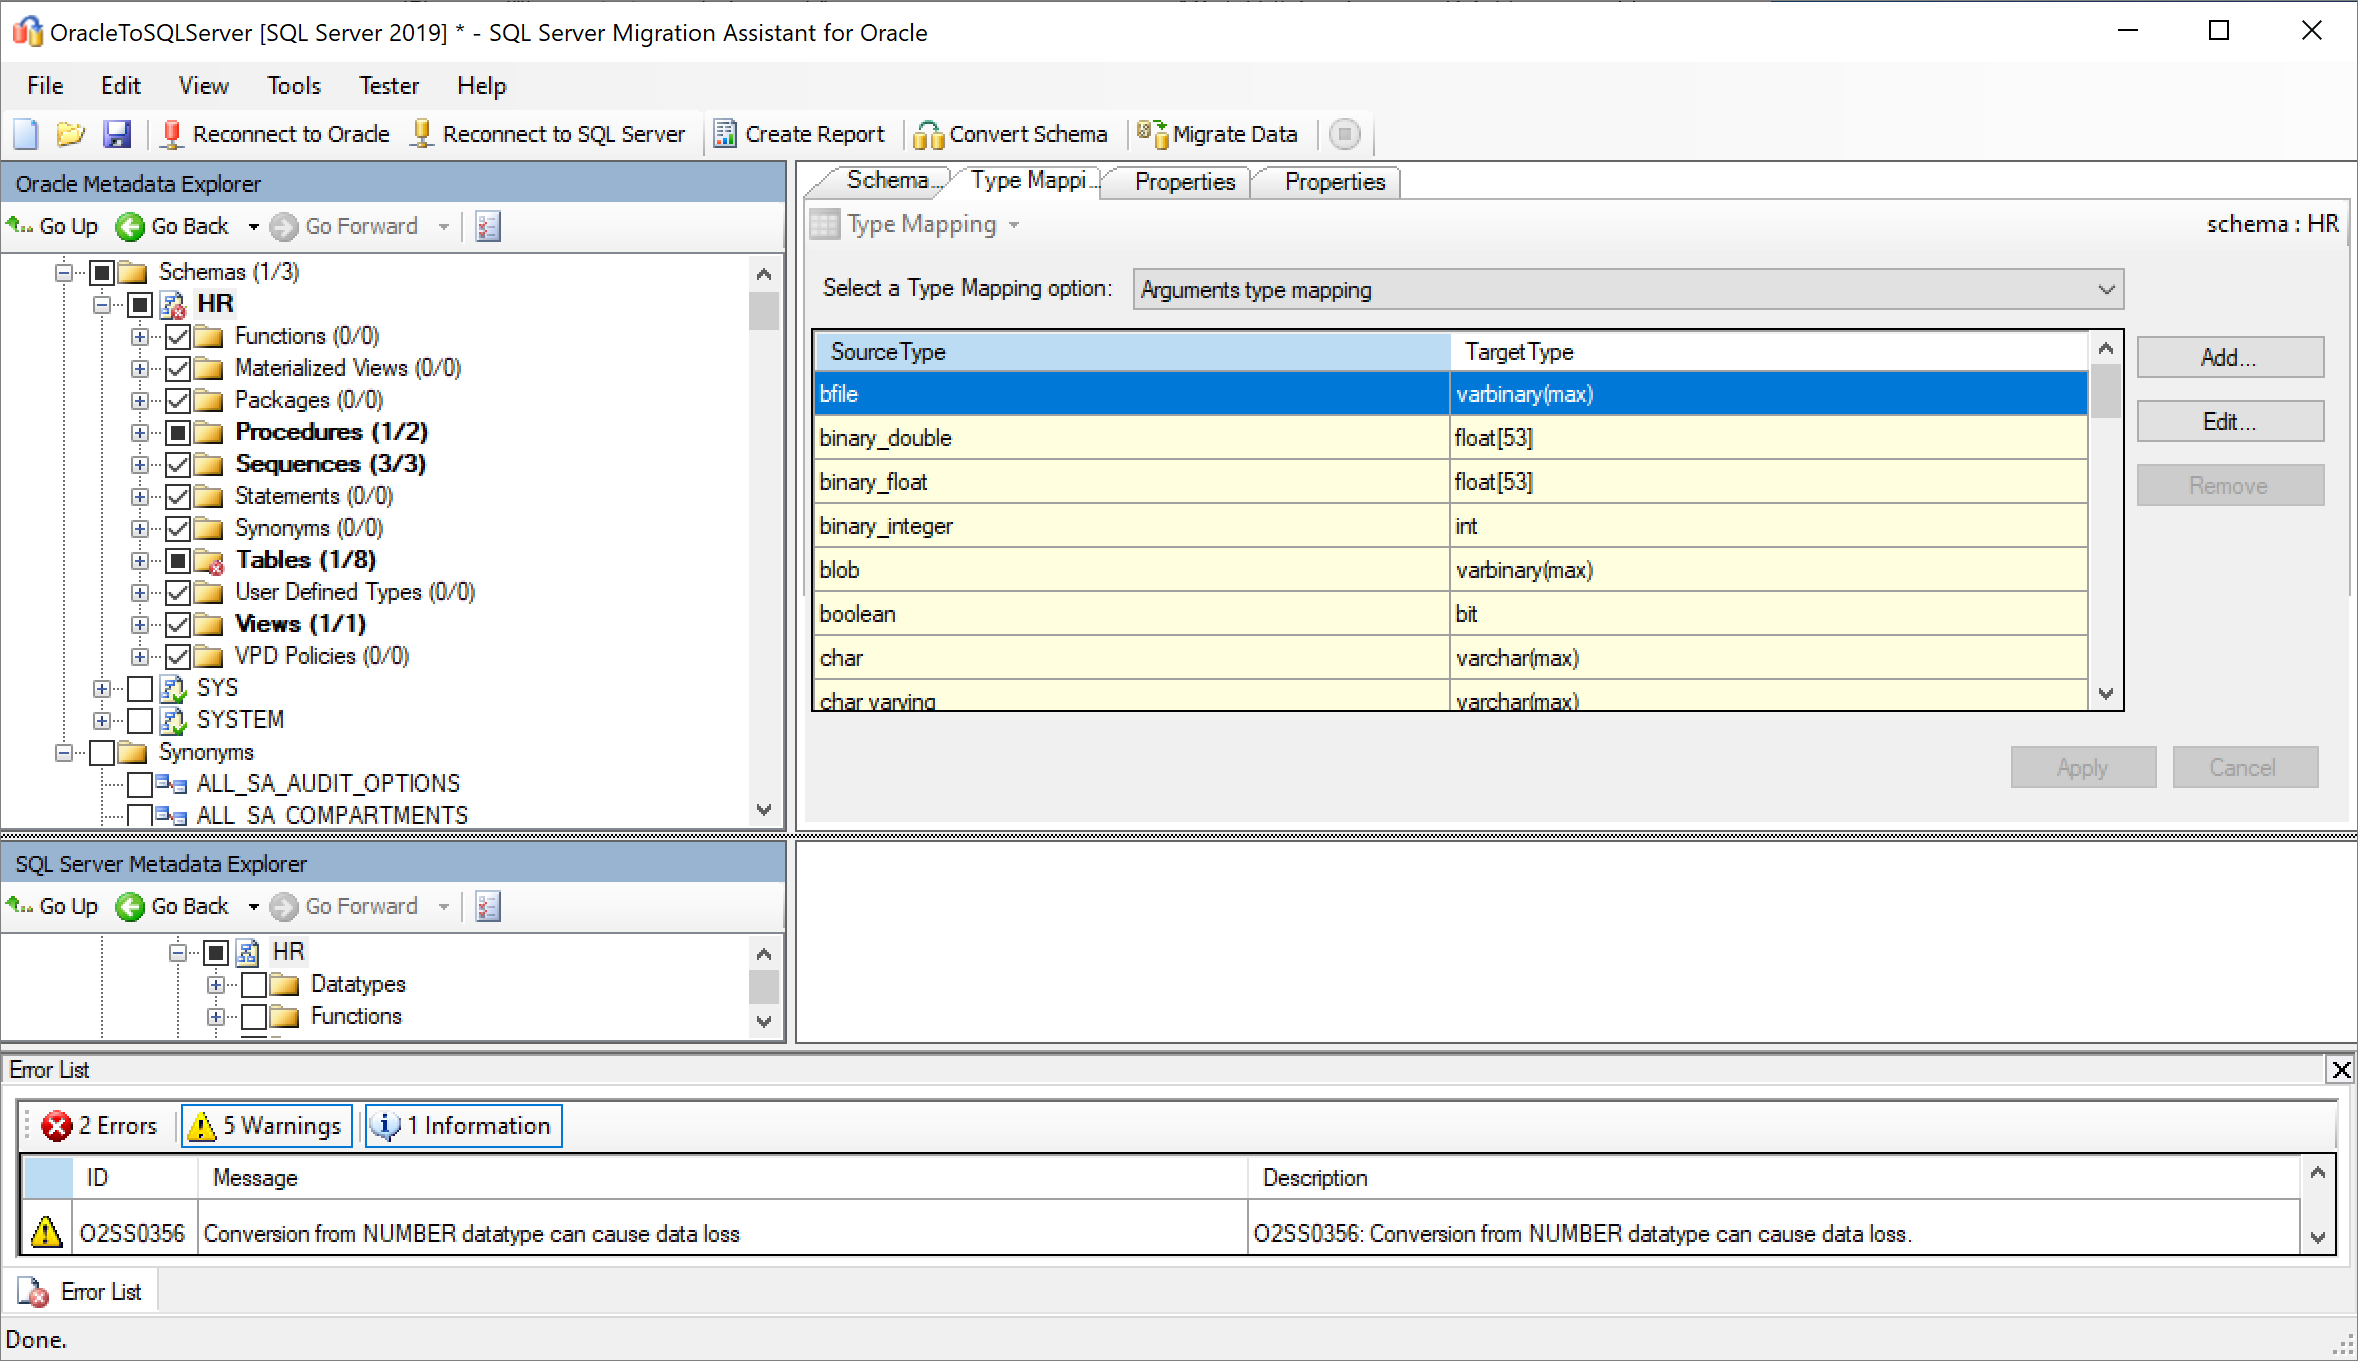 OracleToSQLServer [SQL Server 2019] * - SQL Server Migration Assistant for Oracle
File Edit View Tools Tester Help
Reconnect to Oracle Reconnect to SQL Server Create Report Convert Schema Migrate Data
Oracle Metadata Explorer
Go Up Go Back Go Forward
Schemas (1/3)
HR
Functions (0/0)
Materialized Views (0/0)
Packages (0/0)
Procedures (1/2)
Sequences (3/3)
Statements (0/0)
Synonyms (0/0)
Tables (1/8)
User Defined Types (0/0)
Views (1/1)
VPD Policies (0/0)
SYS
SYSTEM
Synonyms
ALL_SA_AUDIT_OPTIONS
ALL_SA_COMPARTMENTS
Schema... Type Mappi... Properties Properties
Type Mapping schema : HR
Select a Type Mapping option: Arguments type mapping
Source Type Target Type
bfile varbinary(max)
binary_double float[53]
binary_float float[53]
binary_integer int
blob varbinary(max)
boolean bit
char varchar(max)
char varying varchar(max)
Add...
Edit...
Remove
Apply Cancel
SQL Server Metadata Explorer
Go Up Go Back Go Forward
HR
Datatypes
Functions
Error List
2 Errors 5 Warnings 1 Information
ID Message Description
O2SS0356 Conversion from NUMBER datatype can cause data loss O2SS0356: Conversion from NUMBER datatype can cause data loss.
Error List
Done.